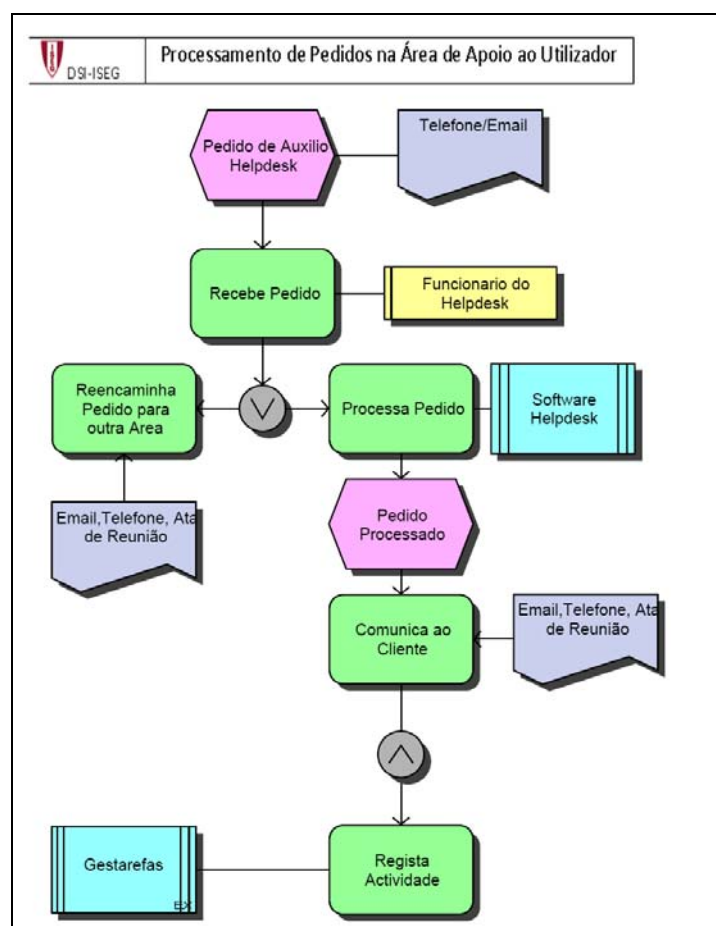 DSI-ISEG
Processamento de Pedidos na Área de Apoio ao Utilizador
Pedido de Auxilio
Helpdesk
Telefone/Email
Recebe Pedido
Funcionario do
Helpdesk
Reencaminha
Pedido para
outra Area
Processa Pedido
Software
Helpdesk
Email,Telefone, Ata
de Reunião
Pedido
Processado
Comunica ao
Cliente
Email,Telefone, Ata
de Reunião
Gestarefas
EX
Regista
Actividade